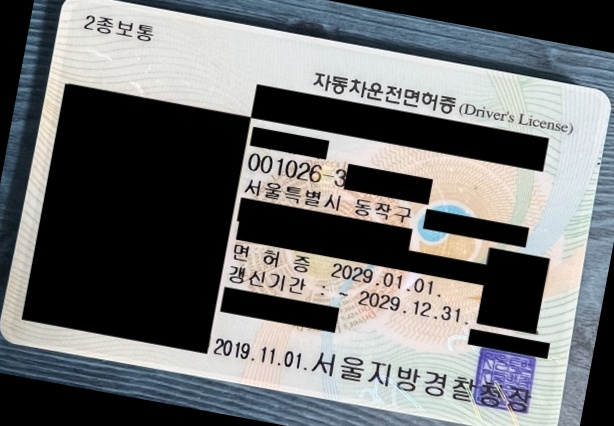 2종보통
자동차운전면허증 (Driver's License)
001026-3
서울특별시 동작구
면 허 증 2029.01.01.
갱신기간 : ~ 2029.12.31.
2019.11.01. 서울지방경찰청장